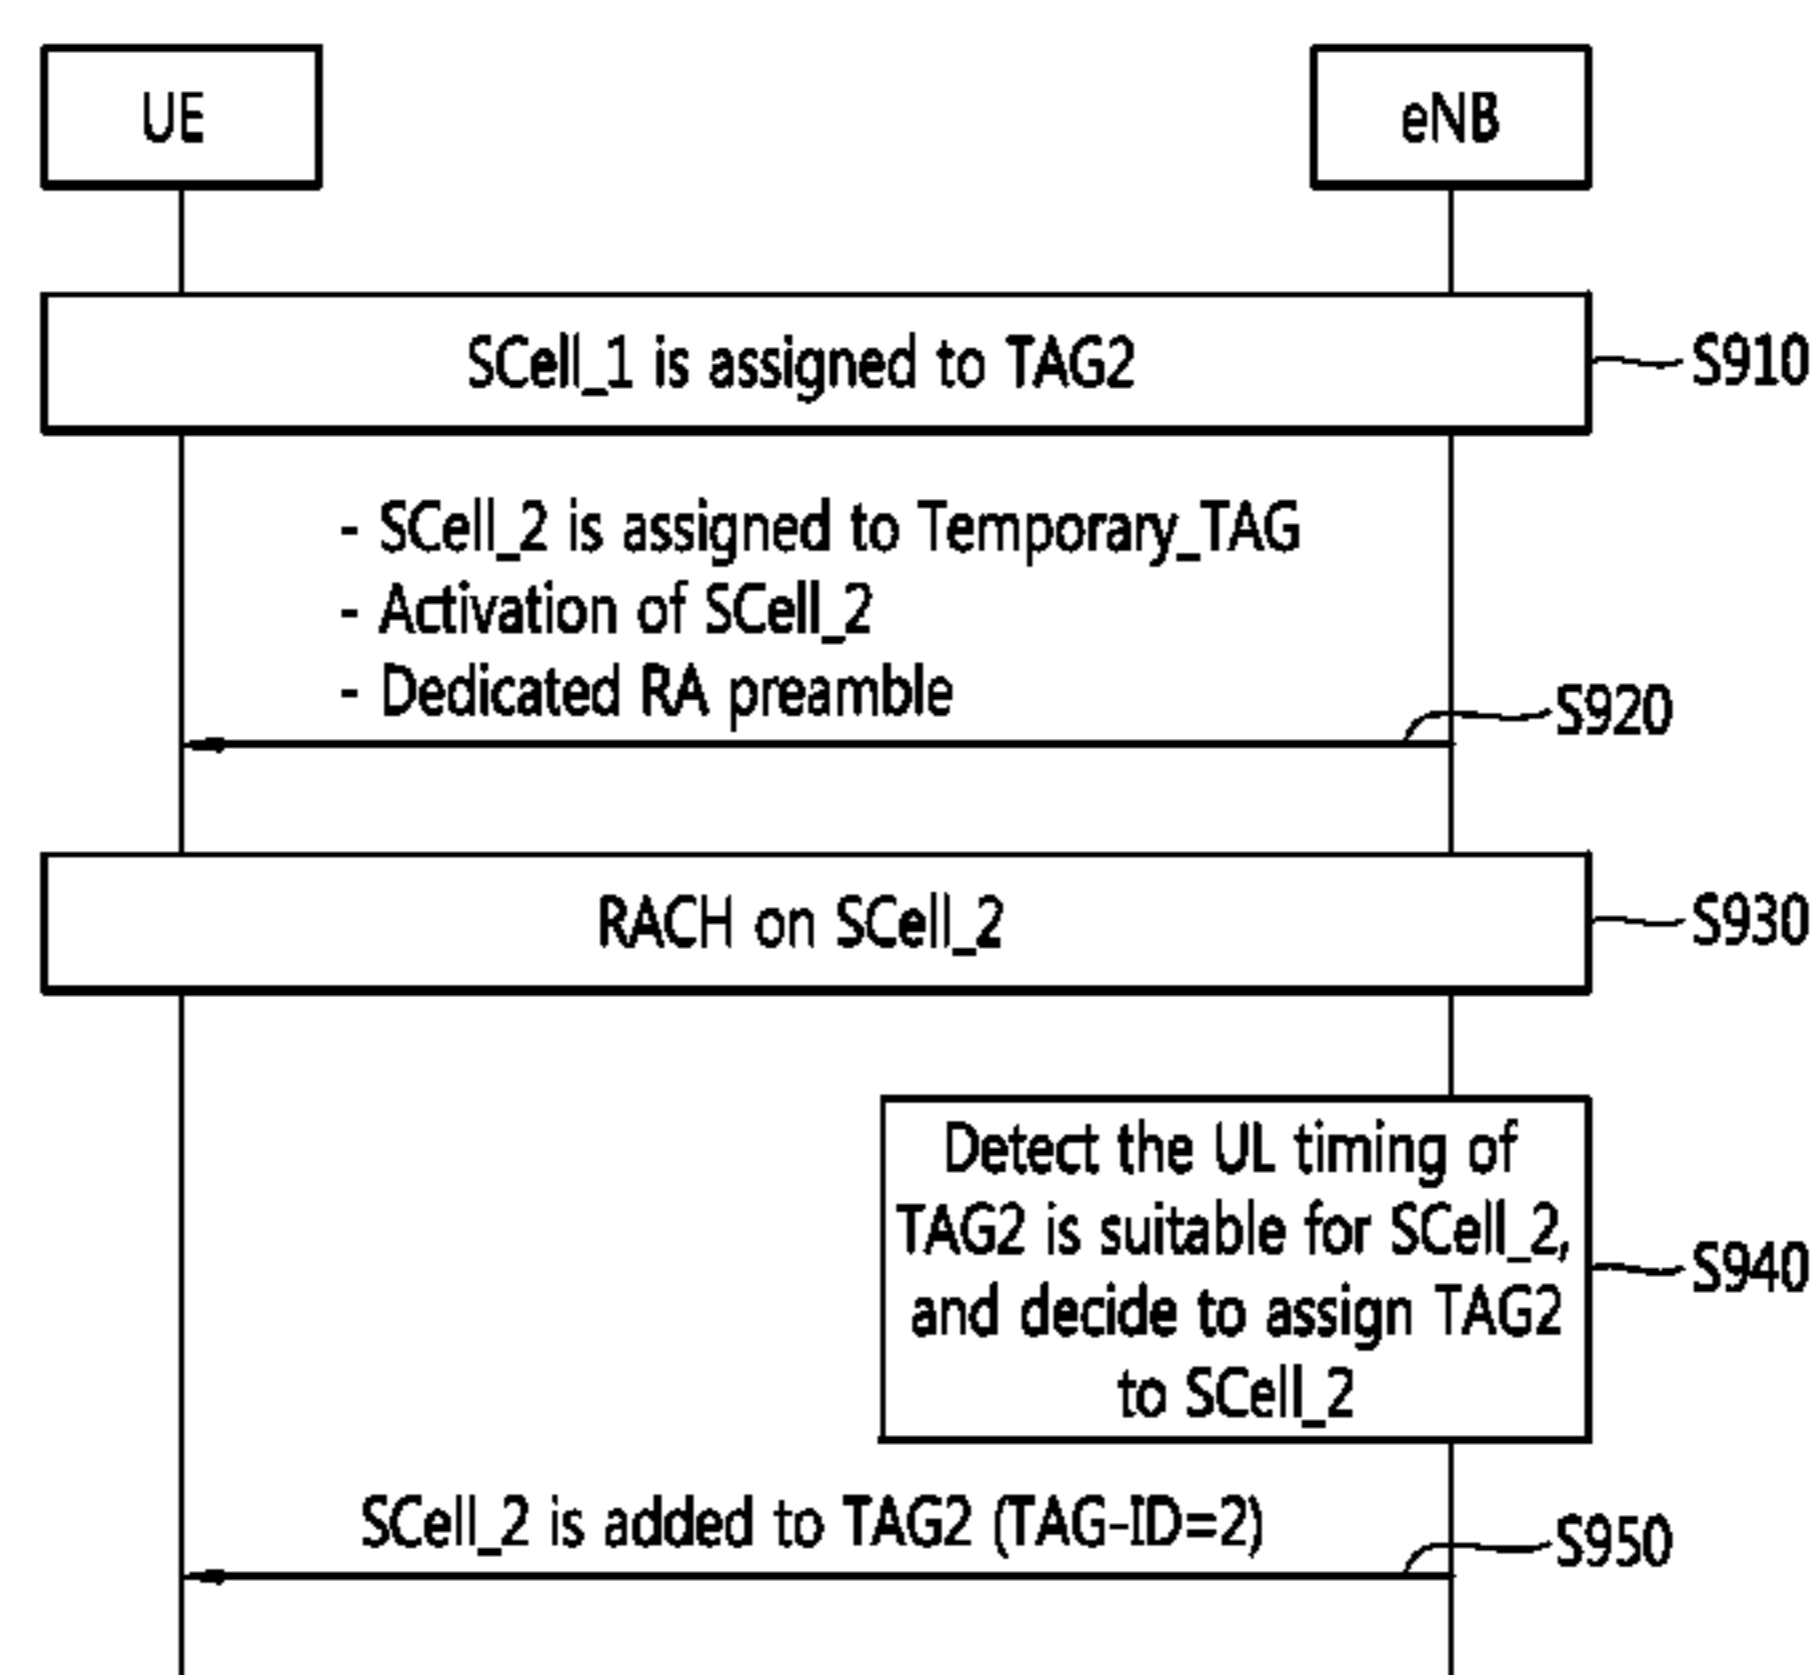 UE
eNB
SCell_1 is assigned to TAG2
S910
- SCell_2 is assigned to Temporary_TAG
- Activation of SCell_2
- Dedicated RA preamble
S920
RACH on SCell_2
S930
Detect the UL timing of
TAG2 is suitable for SCell_2,
and decide to assign TAG2
to SCell_2
S940
SCell_2 is added to TAG2 (TAG-ID=2)
S950